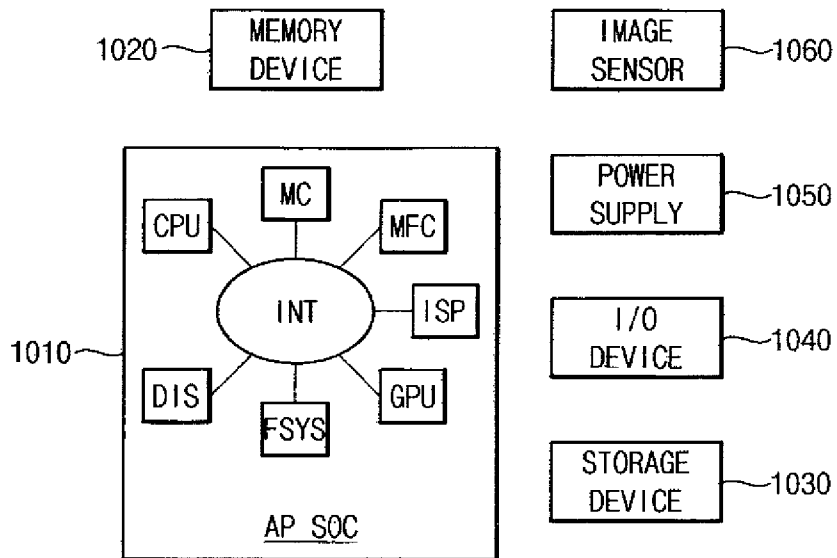 1020
MEMORY
DEVICE
IMAGE
SENSOR
1060
MC
CPU
MFC
INT
ISP
1010
DIS
GPU
FSYS
AP SOC
POWER
SUPPLY
1050
I/O
DEVICE
1040
STORAGE
DEVICE
1030